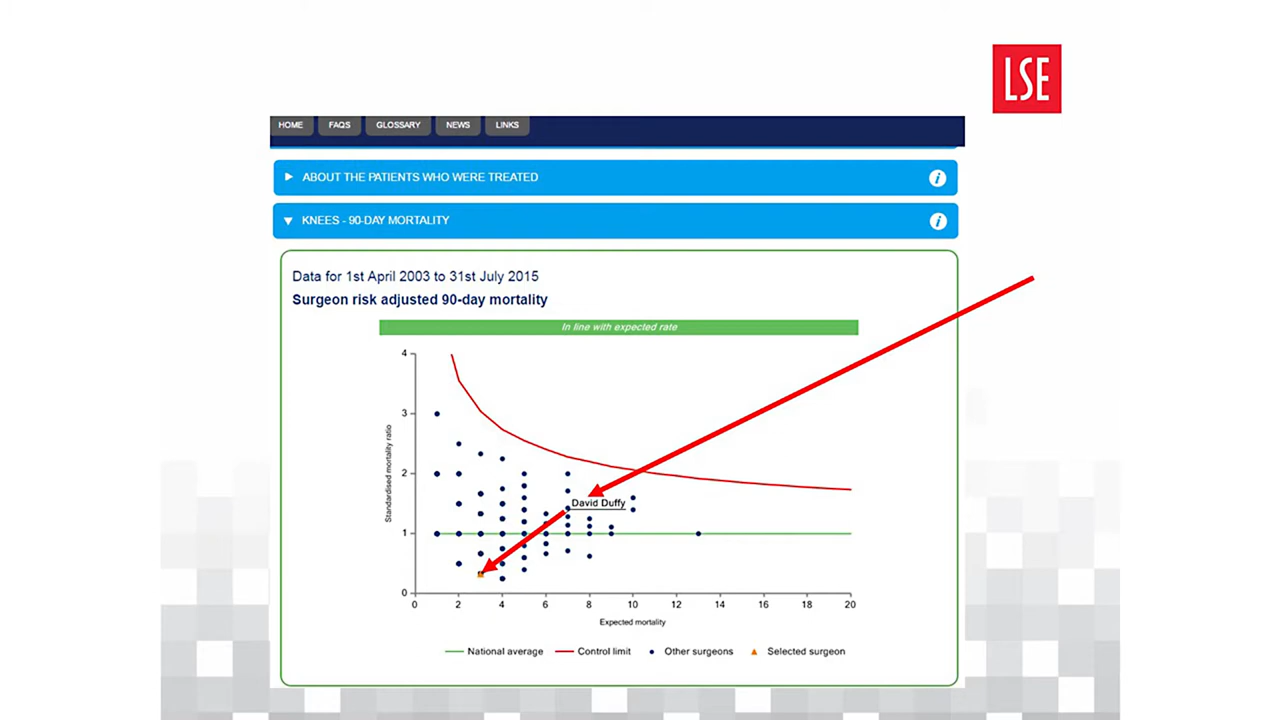 LSE
HOME FAQS GLOSSARY NEWS LINKS
ABOUT THE PATIENTS WHO WERE TREATED i
KNEES - 90-DAY MORTALITY i
Data for 1st April 2003 to 31st July 2015
Surgeon risk adjusted 90-day mortality
In line with expected rate
Standardised mortality ratio
4
3
2
1
0
David Duffy
0 2 4 6 8 10 12 14 16 18 20
Expected mortality
National average Control limit Other surgeons Selected surgeon